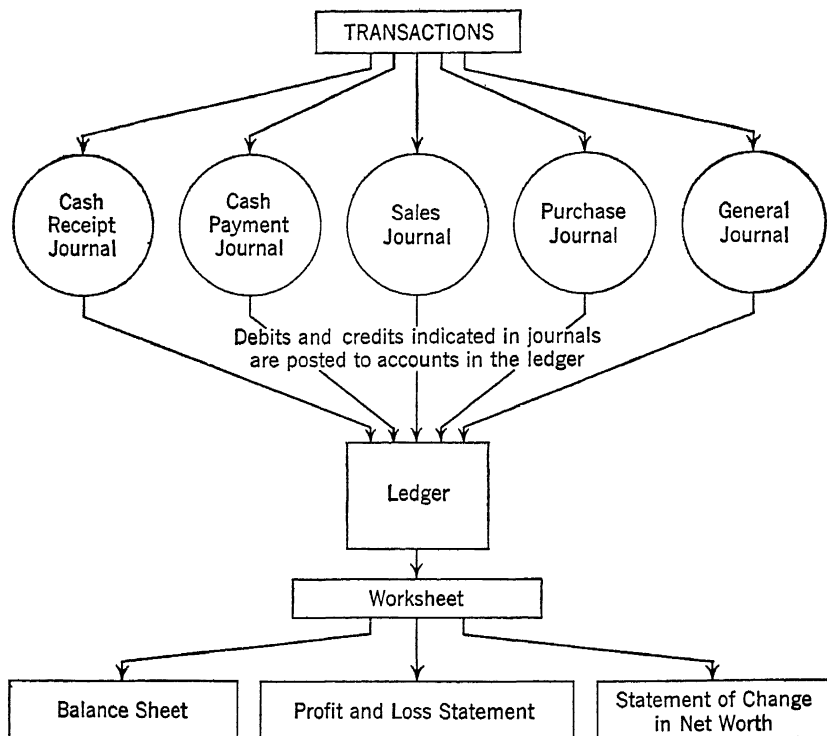 TRANSACTIONS
Cash
Receipt
Journal
Cash
Payment
Journal
Sales
Journal
Purchase
Journal
General
Journal
Debits and credits indicated in journals
are posted to accounts in the ledger
Ledger
Worksheet
Balance Sheet
Profit and Loss Statement
Statement of Change
in Net Worth